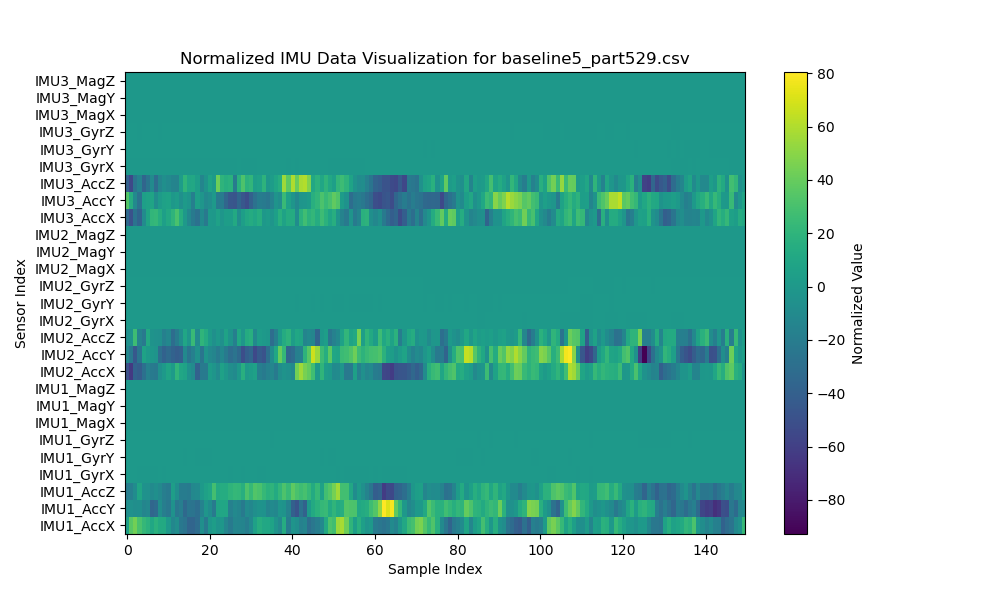 Normalized IMU Data Visualization for baseline5_part529.csv
IMU3_MagZ
IMU3_MagY
IMU3_MagX
IMU3_GyrZ
IMU3_GyrY
IMU3_GyrX
IMU3_AccZ
IMU3_AccY
IMU3_AccX
IMU2_MagZ
IMU2_MagY
IMU2_MagX
IMU2_GyrZ
IMU2_GyrY
IMU2_GyrX
IMU2_AccZ
IMU2_AccY
IMU2_AccX
IMU1_MagZ
IMU1_MagY
IMU1_MagX
IMU1_GyrZ
IMU1_GyrY
IMU1_GyrX
IMU1_AccZ
IMU1_AccY
IMU1_AccX
Sensor Index
0 20 40 60 80 100 120 140
Sample Index
80
60
40
20
0
−20
−40
−60
−80
Normalized Value